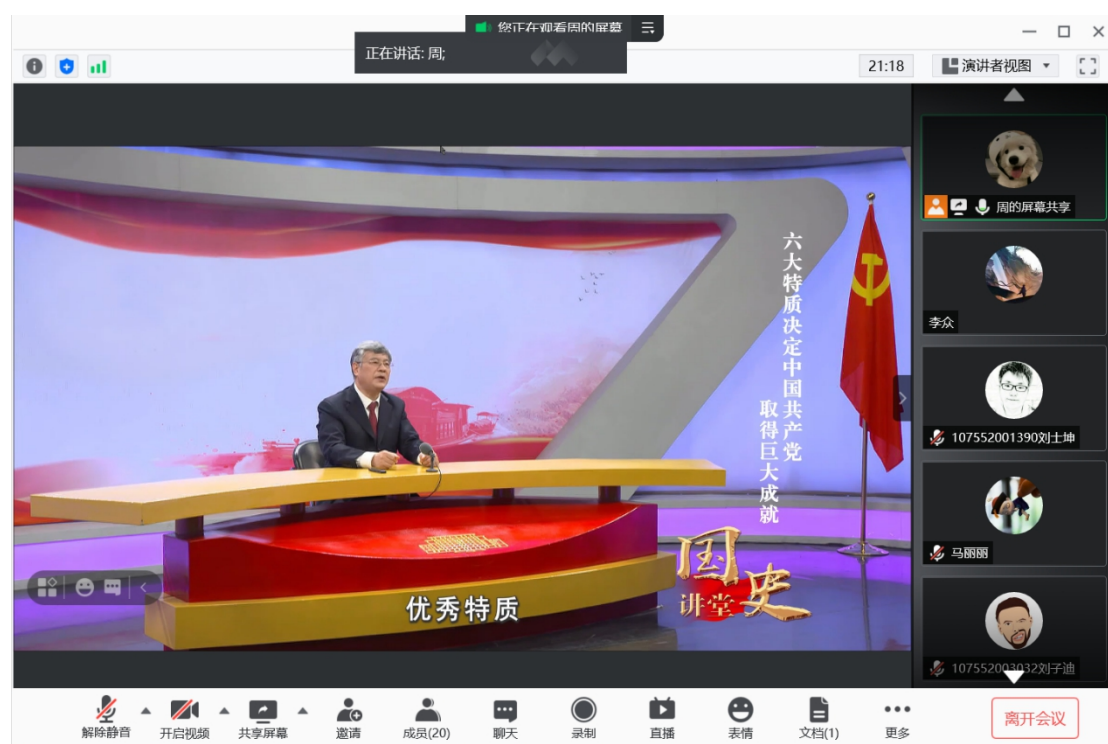 您正在观看周的屏幕
正在讲话: 周;
21:18
演讲者视图
周的屏幕共享
李众
107552001390刘士坤
马丽丽
107552003032刘子迪
六大特质决定中国共产党
取得巨大成就
国史
讲堂
优秀特质
解除静音
开启视频
共享屏幕
邀请
成员(20)
聊天
录制
直播
表情
文档(1)
更多
离开会议